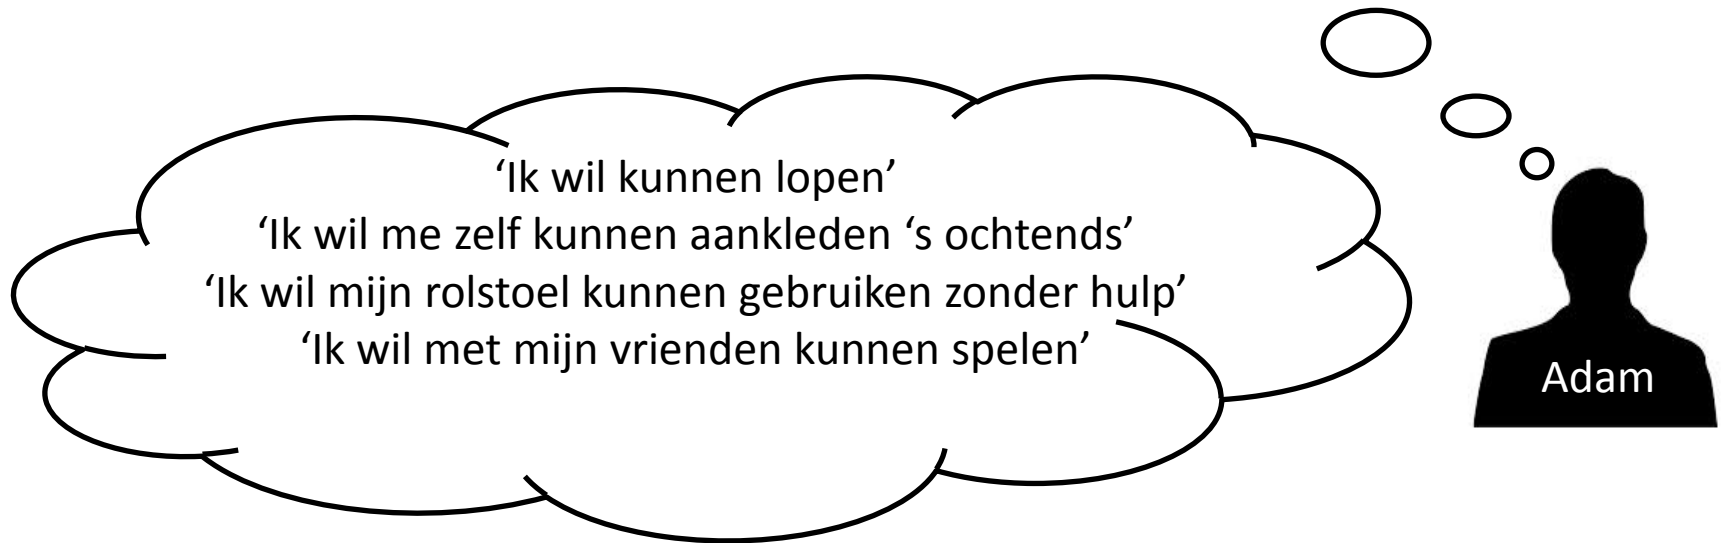 ‘Ik wil kunnen lopen’
‘Ik wil me zelf kunnen aankleden ‘s ochtends’
‘Ik wil mijn rolstoel kunnen gebruiken zonder hulp’
‘Ik wil met mijn vrienden kunnen spelen’
Adam